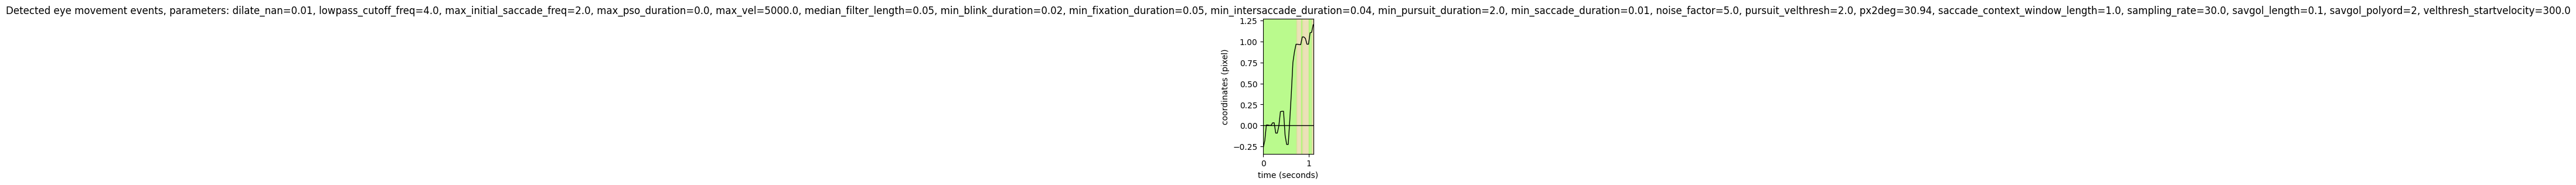 Detected eye movement events, parameters: dilate_nan=0.01, lowpass_cutoff_freq=4.0, max_initial_saccade_freq=2.0, max_pso_duration=0.0, max_vel=5000.0, median_filter_length=0.05, min_blink_duration=0.02, min_fixation_duration=0.05, min_intersaccade_duration=0.04, min_pursuit_duration=2.0, min_saccade_duration=0.01, noise_factor=5.0, pursuit_velthresh=2.0, px2deg=30.94, saccade_context_window_length=1.0, sampling_rate=30.0, savgol_length=0.1, savgol_polyord=2, velthresh_startvelocity=300.0
1.25
1.00
0.75
0.50
0.25
0.00
−0.25
coordinates (pixel)
0 1
time (seconds)